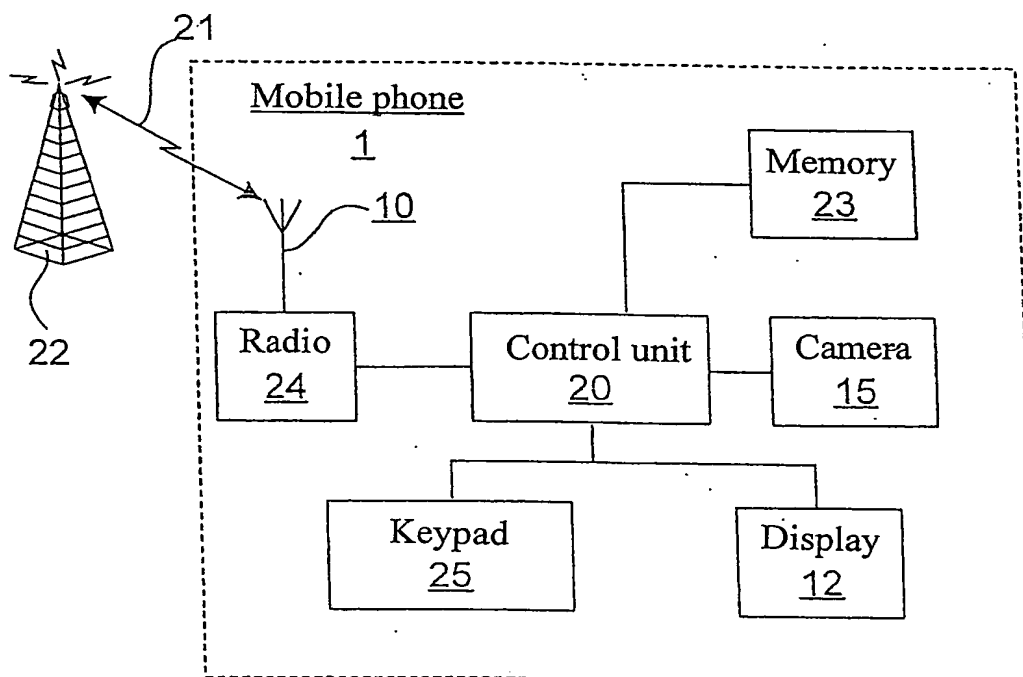 21
Mobile phone
1
Memory
23
10
22
Radio
24
Control unit
20
Camera
15
Keypad
25
Display
12